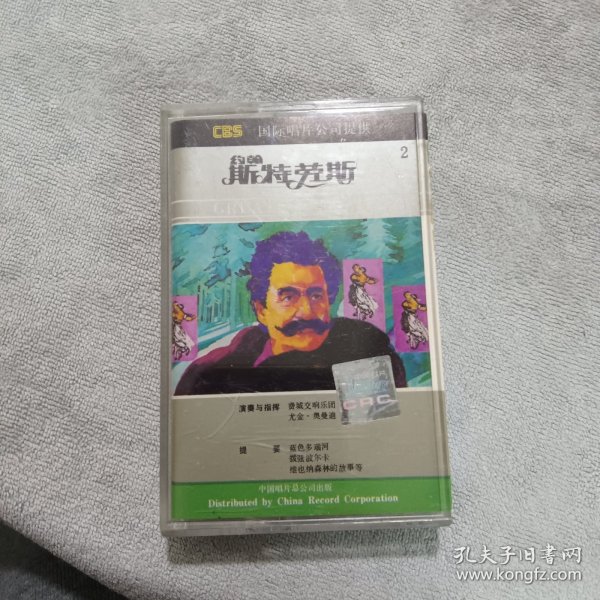 CBS 国际唱片公司提供
2
约翰
斯特劳斯
演奏与指挥 费城交响乐团
尤金·奥曼迪
提要 蓝色多瑙河
拨弦波尔卡
维也纳森林的故事等
CRC
中国唱片总公司出版
Distributed by China Record Corporation
孔夫子旧书网
www.kongfz.com